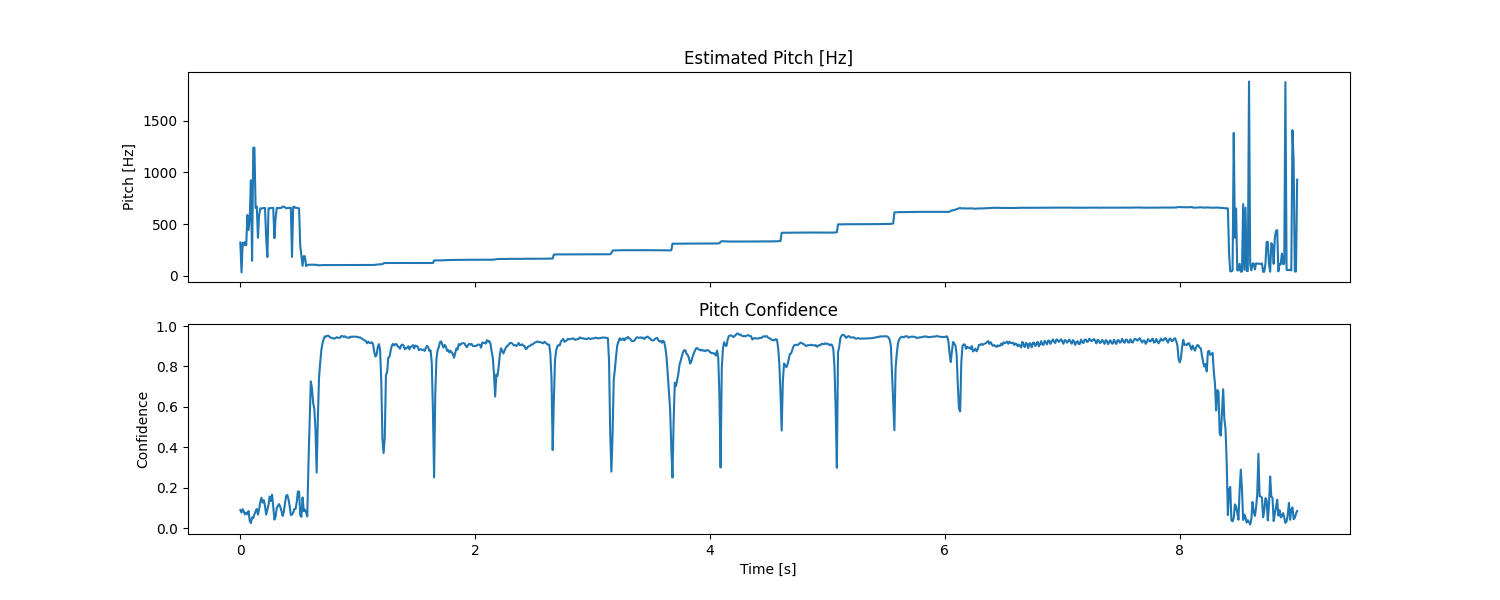 Estimated Pitch [Hz]
Pitch [Hz]
1500
1000
500
0
Pitch Confidence
Confidence
1.0
0.8
0.6
0.4
0.2
0.0
0 2 4 6 8
Time [s]